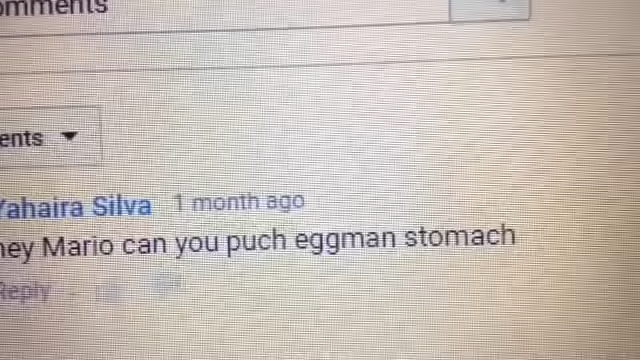 omments
ents
Yahaira Silva 1 month ago
hey Mario can you puch eggman stomach
Reply